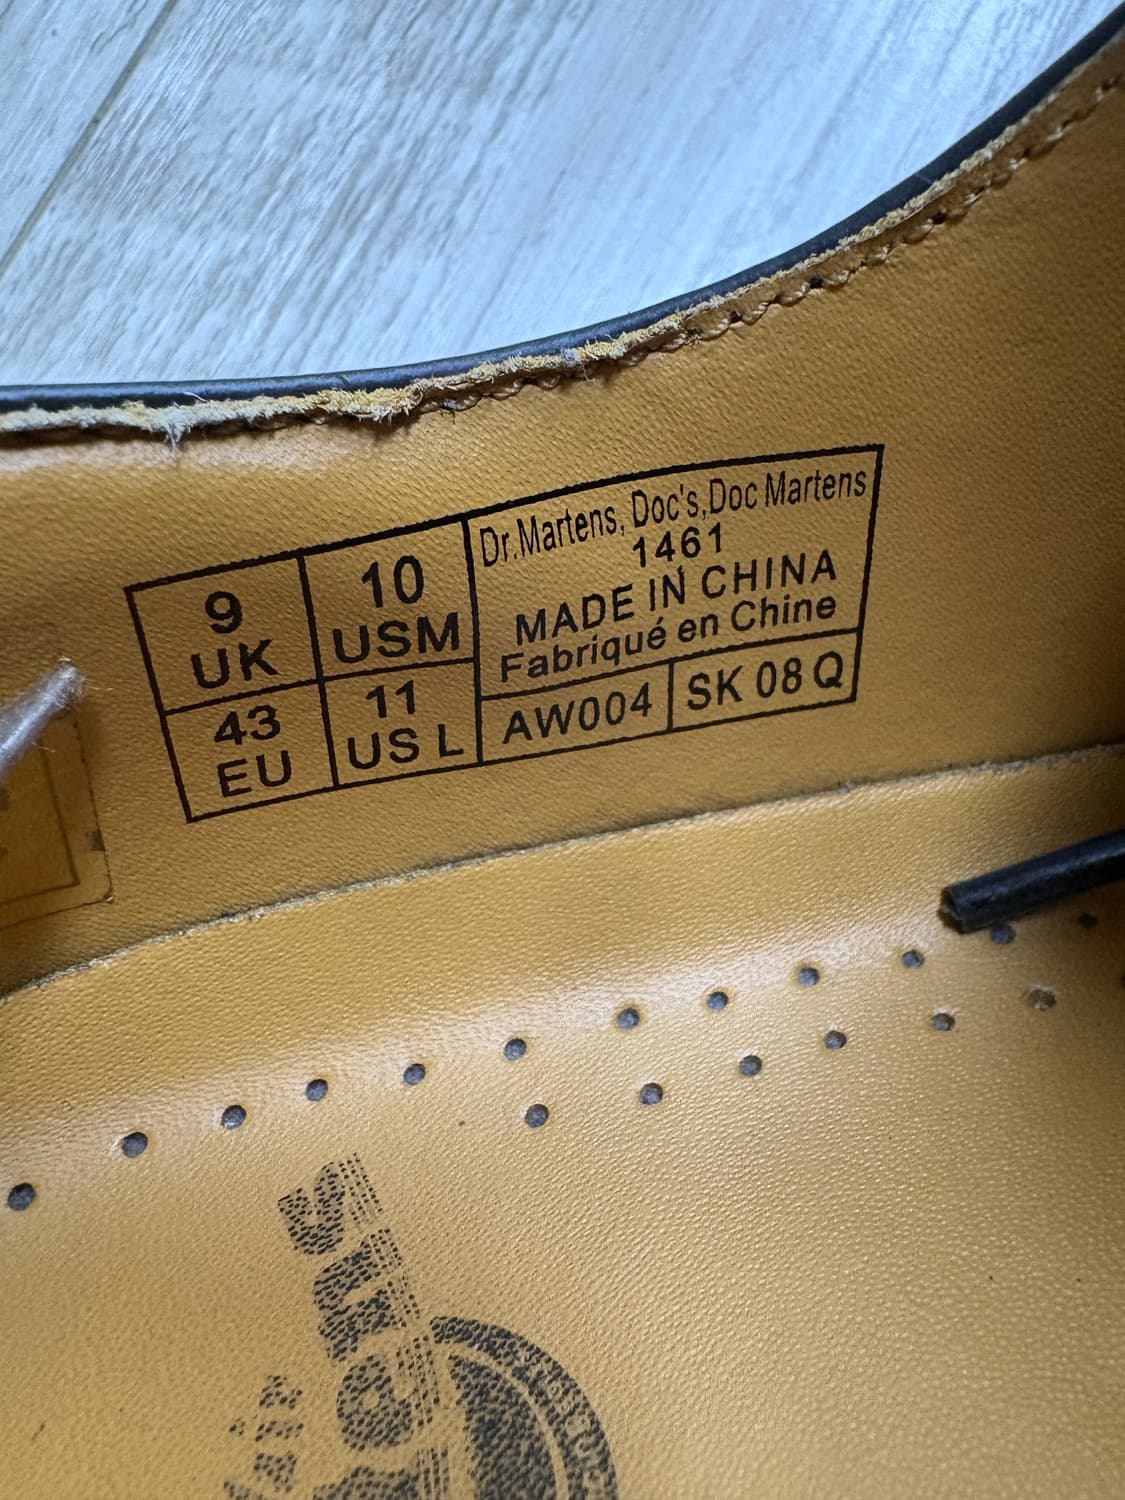 9
UK
10
USM
43
EU
11
US L
Dr.Martens, Doc's,Doc Martens
1461
MADE IN CHINA
Fabriqué en Chine
AW004
SK 08 Q